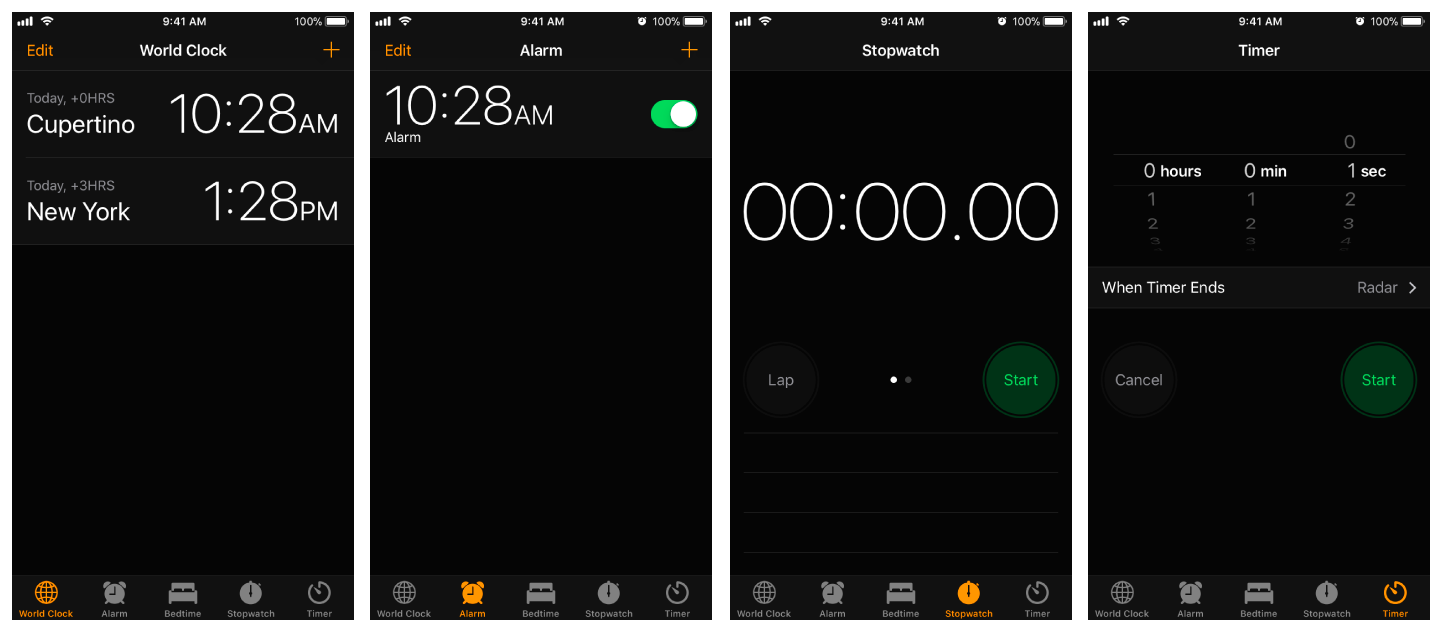 9:41 AM 100%
Edit World Clock +
Today, +0HRS
Cupertino 10:28AM
Today, +3HRS
New York 1:28PM
World Clock Alarm Bedtime Stopwatch Timer
9:41 AM 100%
Edit Alarm +
10:28AM
Alarm
World Clock Alarm Bedtime Stopwatch Timer
9:41 AM 100%
Stopwatch
00:00.00
Lap Start
World Clock Alarm Bedtime Stopwatch Timer
9:41 AM 100%
Timer
0
0 hours 0 min 1 sec
1 1 2
2 2 3
3 3 4
When Timer Ends Radar
Cancel Start
World Clock Alarm Bedtime Stopwatch Timer